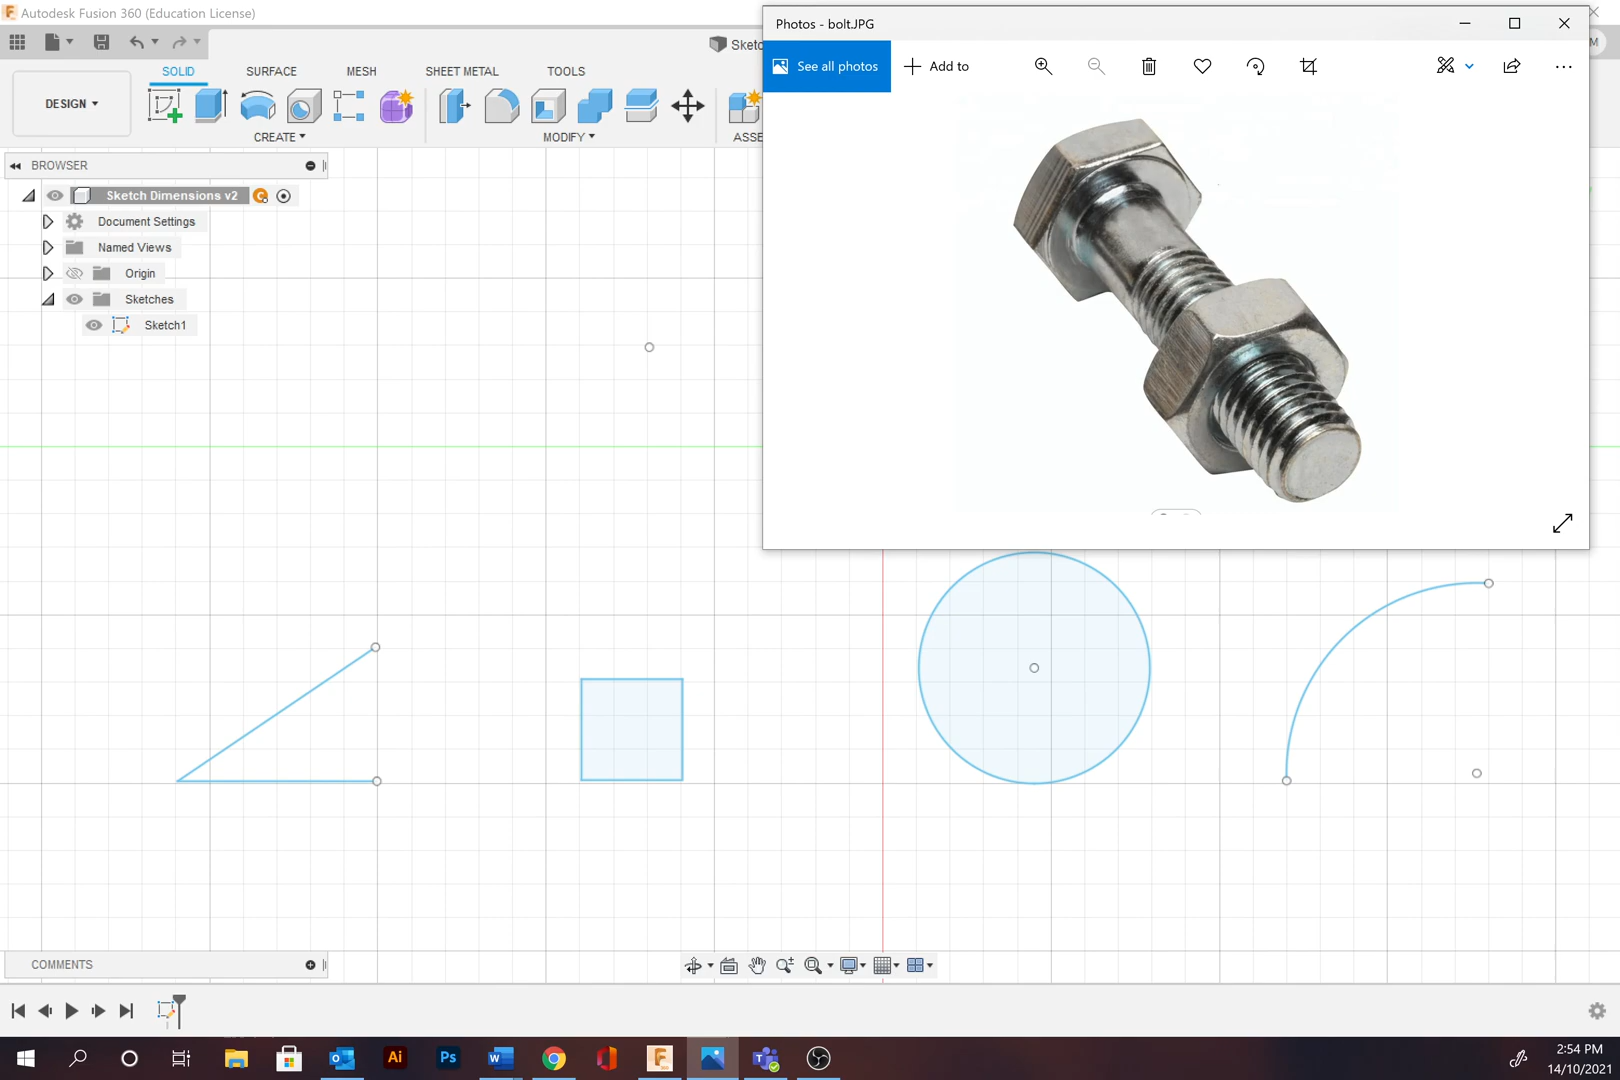 Autodesk Fusion 360 (Education License)
Photos - bolt.JPG
See all photos
Add to
SOLID
SURFACE
MESH
SHEET METAL
TOOLS
DESIGN
CREATE
MODIFY
BROWSER
Sketch Dimensions v2
Document Settings
Named Views
Origin
Sketches
Sketch1
COMMENTS
Ai
Ps
2:54 PM
14/10/2021